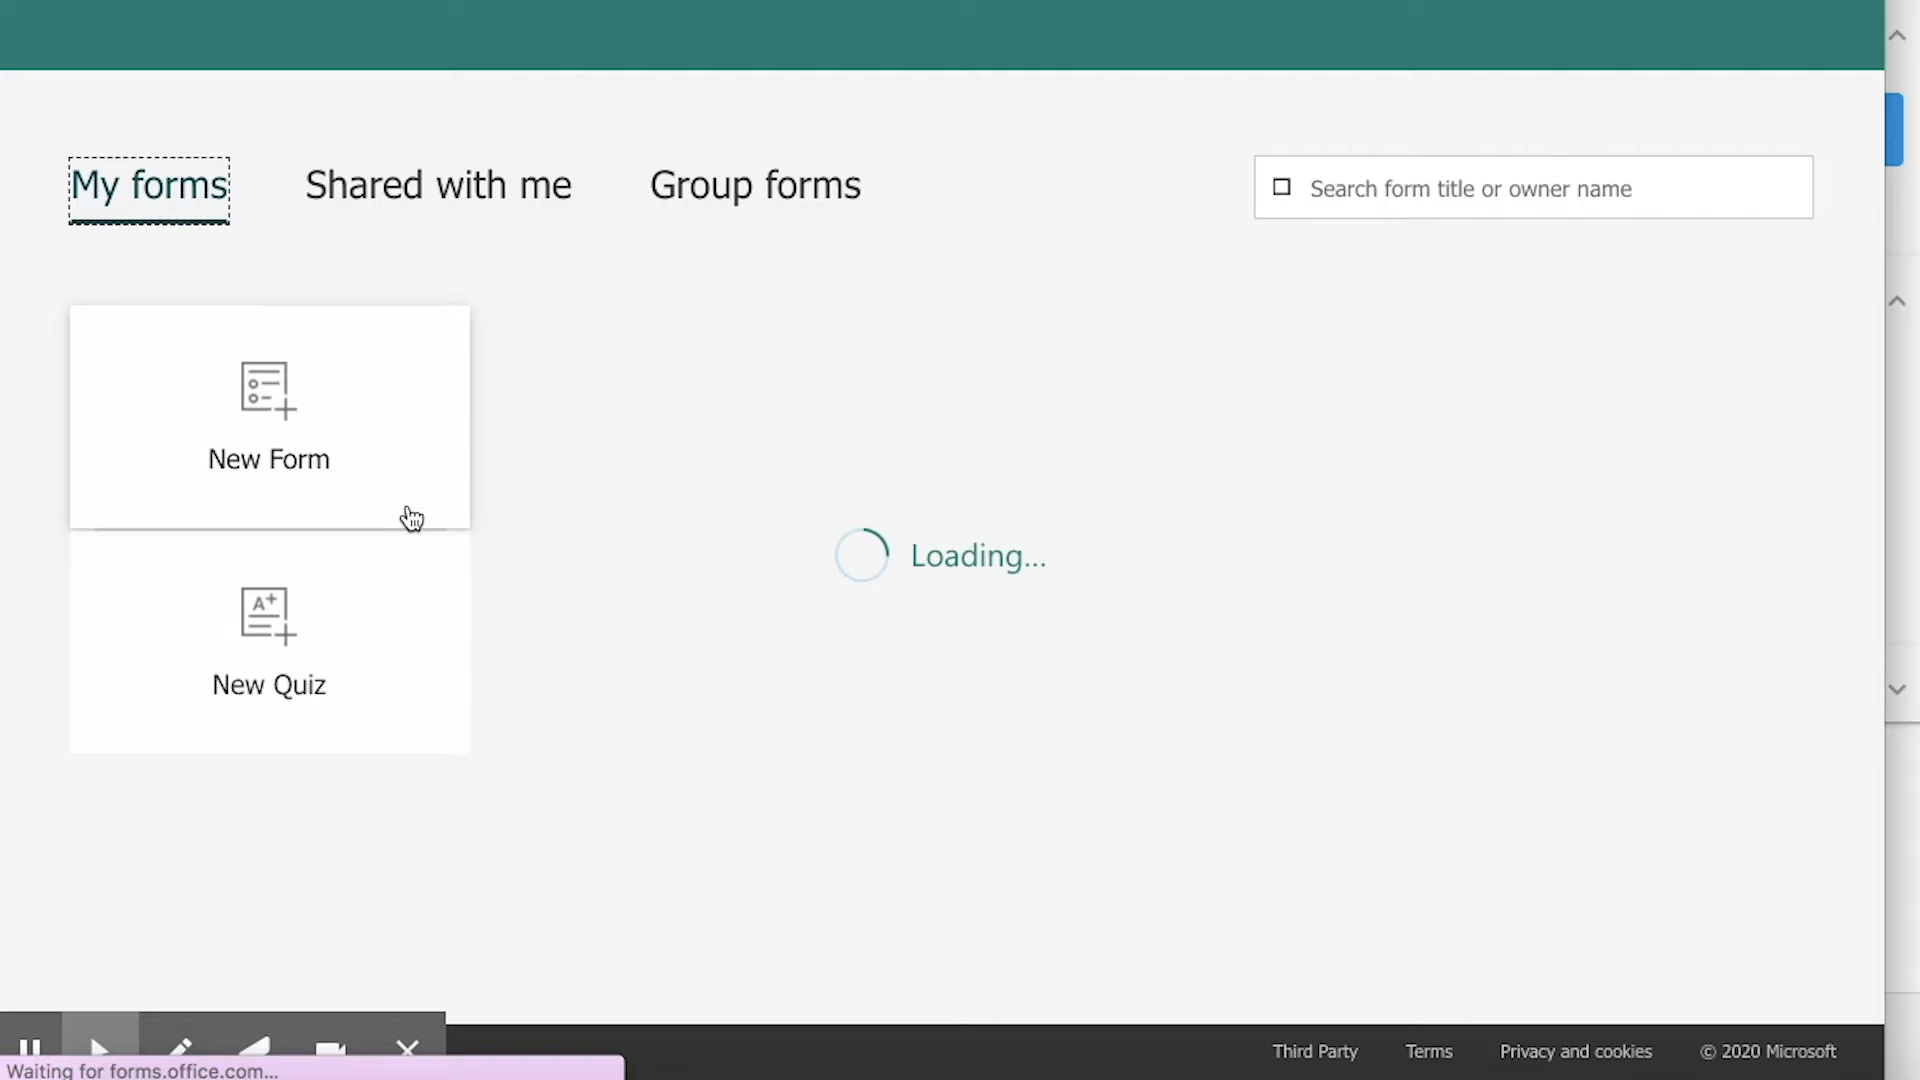 My forms
Shared with me
Group forms
Search form title or owner name
New Form
Loading...
A+
New Quiz
Third Party
Terms
Privacy and cookies
© 2020 Microsoft
Waiting for forms.office.com...